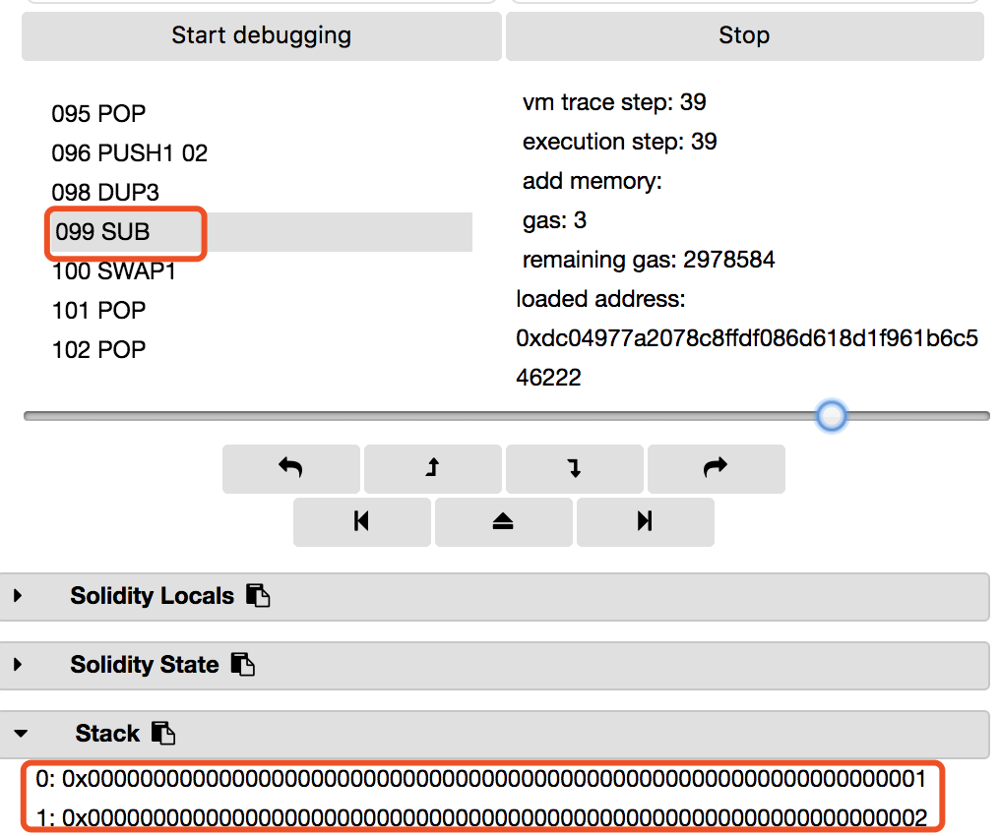 Start debugging
Stop
095 POP
096 PUSH1 02
098 DUP3
099 SUB
100 SWAP1
101 POP
102 POP
vm trace step: 39
execution step: 39
add memory:
gas: 3
remaining gas: 2978584
loaded address:
0xdc04977a2078c8ffdf086d618d1f961b6c5
46222
Solidity Locals
Solidity State
Stack
0: 0x0000000000000000000000000000000000000000000000000000000000000001
1: 0x0000000000000000000000000000000000000000000000000000000000000002